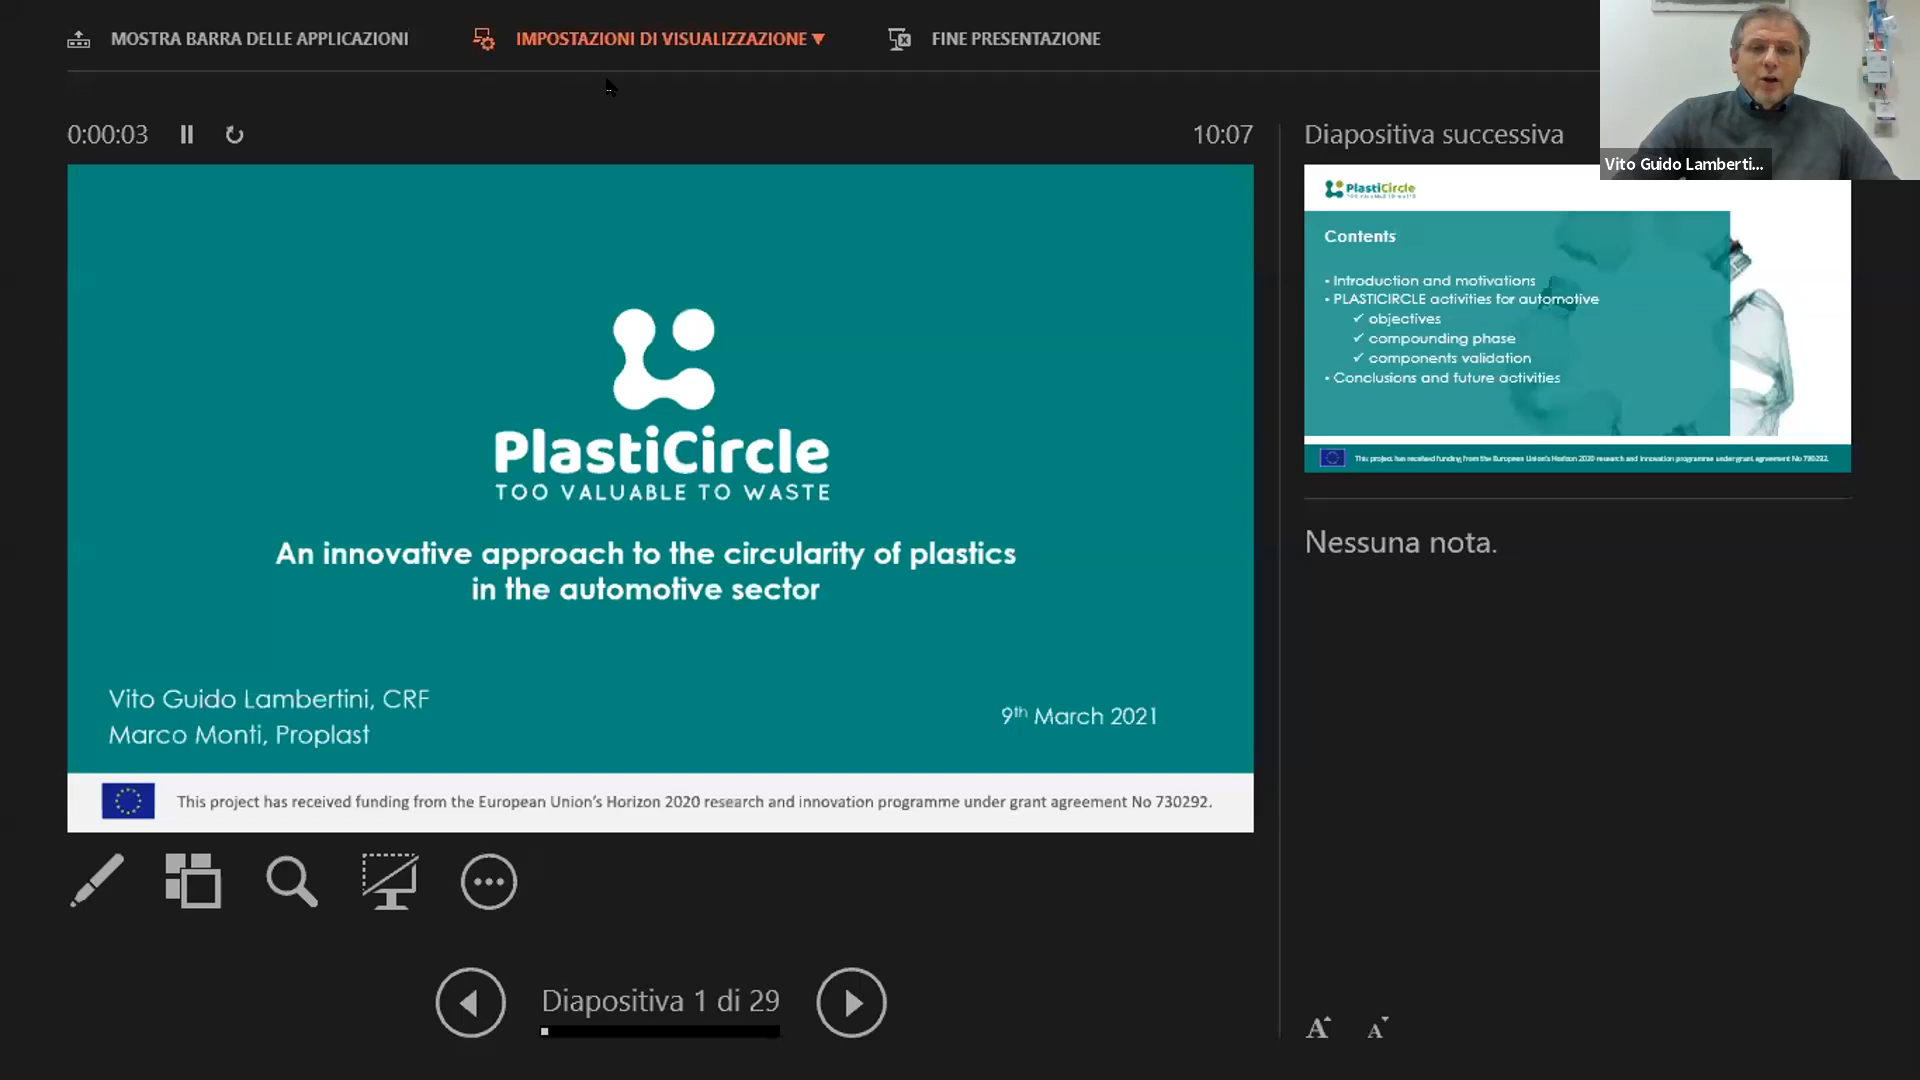 MOSTRA BARRA DELLE APPLICAZIONI
IMPOSTAZIONI DI VISUALIZZAZIONE
FINE PRESENTAZIONE
0:00:03
10:07
PlastiCircle
TOO VALUABLE TO WASTE
An innovative approach to the circularity of plastics
in the automotive sector
Vito Guido Lambertini, CRF
Marco Monti, Proplast
9th March 2021
This project has received funding from the European Union's Horizon 2020 research and innovation programme under grant agreement No 730292.
Diapositiva 1 di 29
Diapositiva successiva
Vito Guido Lamberti...
PlastiCircle
TOO VALUABLE TO WASTE
Contents
• Introduction and motivations
• PLASTICIRCLE activities for automotive
✓ objectives
✓ compounding phase
✓ components validation
• Conclusions and future activities
This project has received funding from the European Union's Horizon 2020 research and innovation programme under grant agreement No 730292.
Nessuna nota.
A A